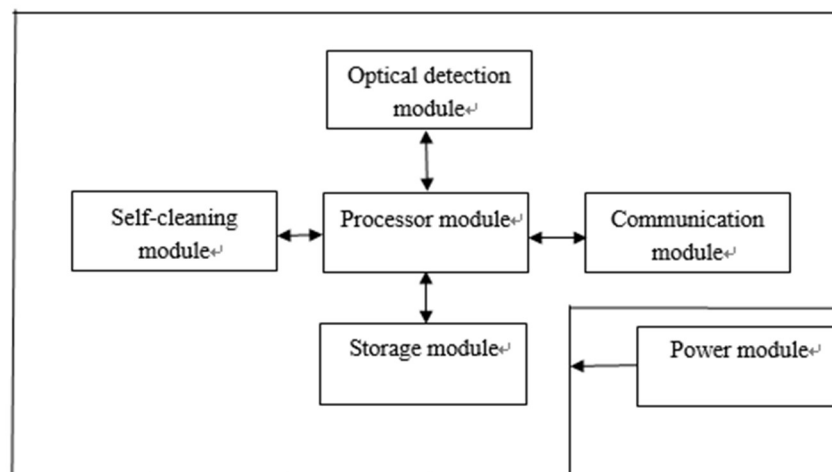 Optical detection
module↵
Self-cleaning
module↵
Processor module↵
Communication
module↵
Storage module↵
Power module↵